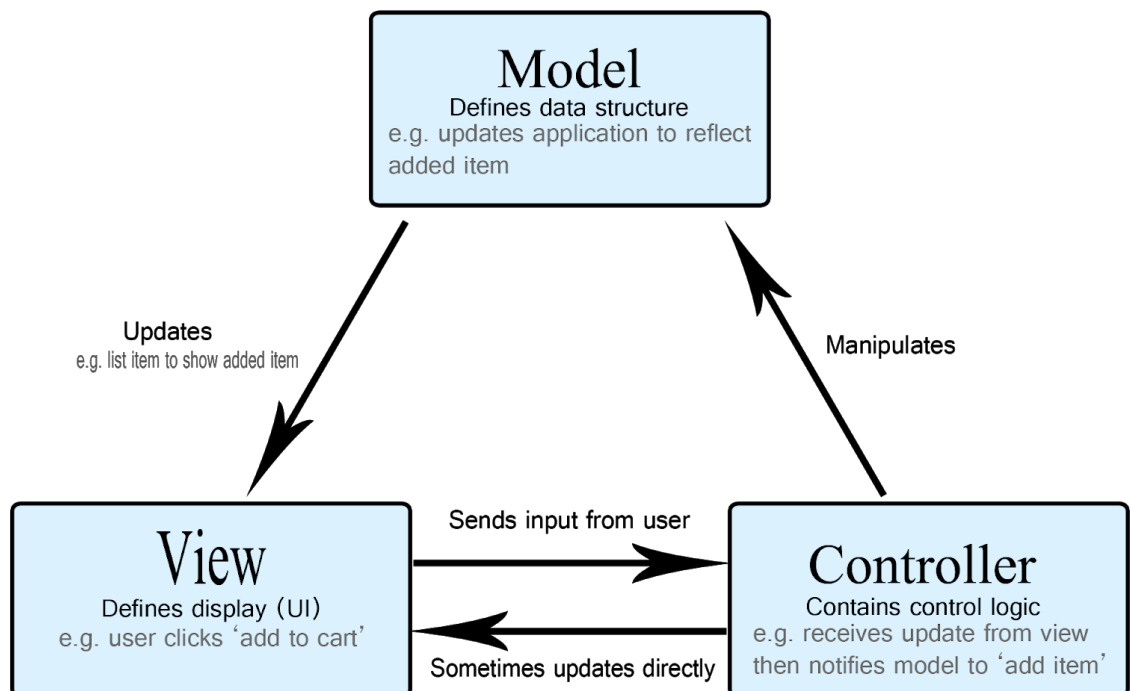 Model
Defines data structure
e.g. updates application to reflect
added item
Updates
e.g. list item to show added item
Manipulates
Sends input from user
View
Defines display (UI)
e.g. user clicks ‘add to cart’
Sometimes updates directly
Controller
Contains control logic
e.g. receives update from view
then notifies model to ‘add item’